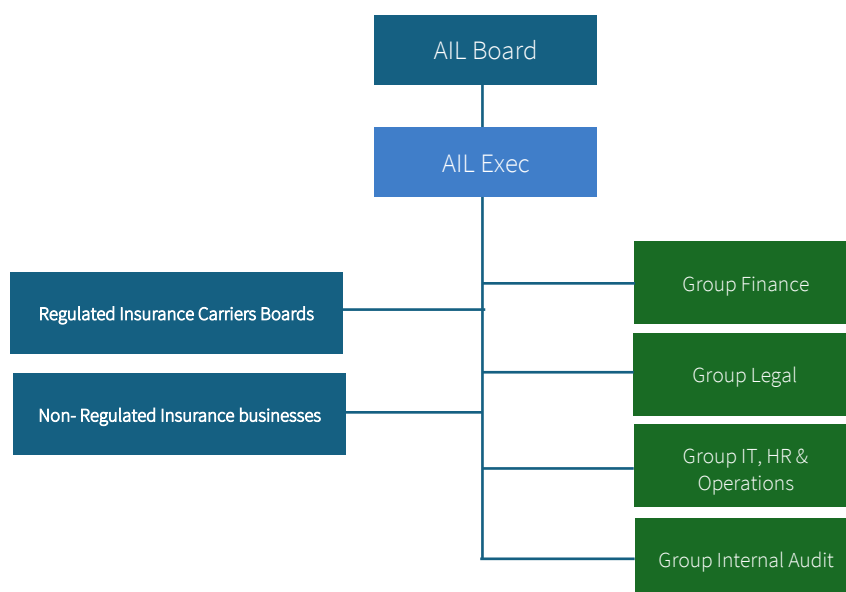 AIL Board
AIL Exec
Regulated Insurance Carriers Boards
Non- Regulated Insurance businesses
Group Finance
Group Legal
Group IT, HR &
Operations
Group Internal Audit